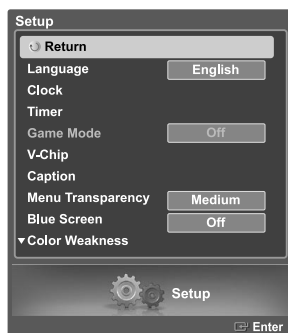 Setup
Return
Language English
Clock
Timer
Game Mode Off
V-Chip
Caption
Menu Transparency Medium
Blue Screen Off
▼Color Weakness
Setup
Enter